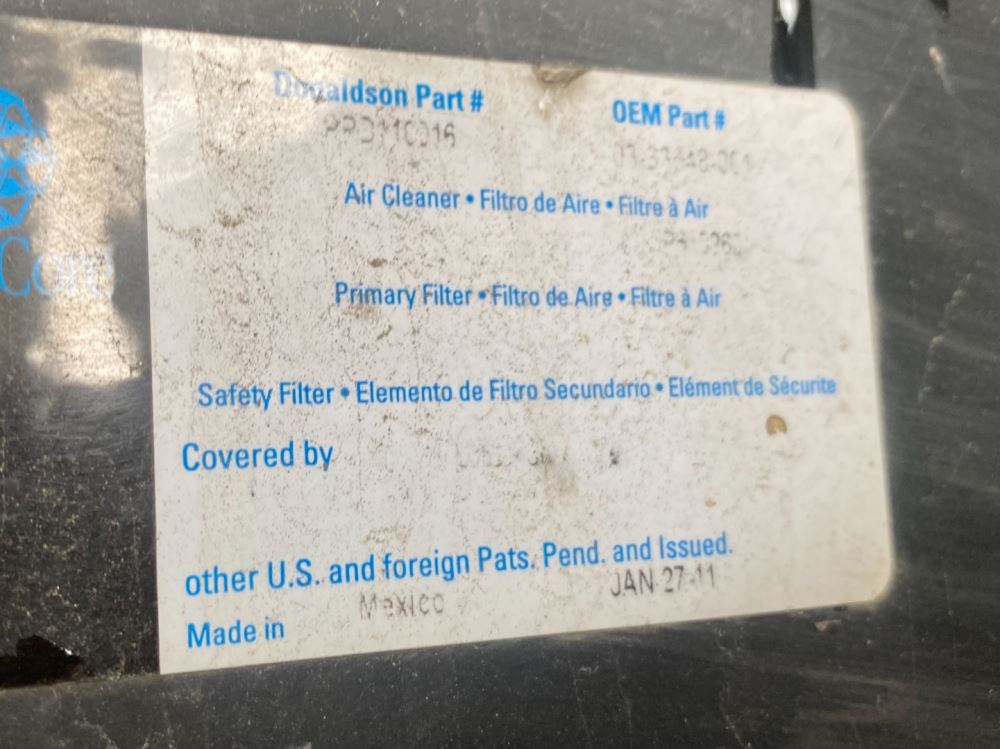 Donaldson Part #
OEM Part #
Air Cleaner • Filtro de Aire • Filtre à Air
Primary Filter • Filtro de Aire • Filtre à Air
Safety Filter • Elemento de Filtro Secundario • Elément de Sécurite
Covered by
other U.S. and foreign Pats. Pend. and Issued.
JAN-27-11
Mexico
Made in
Core